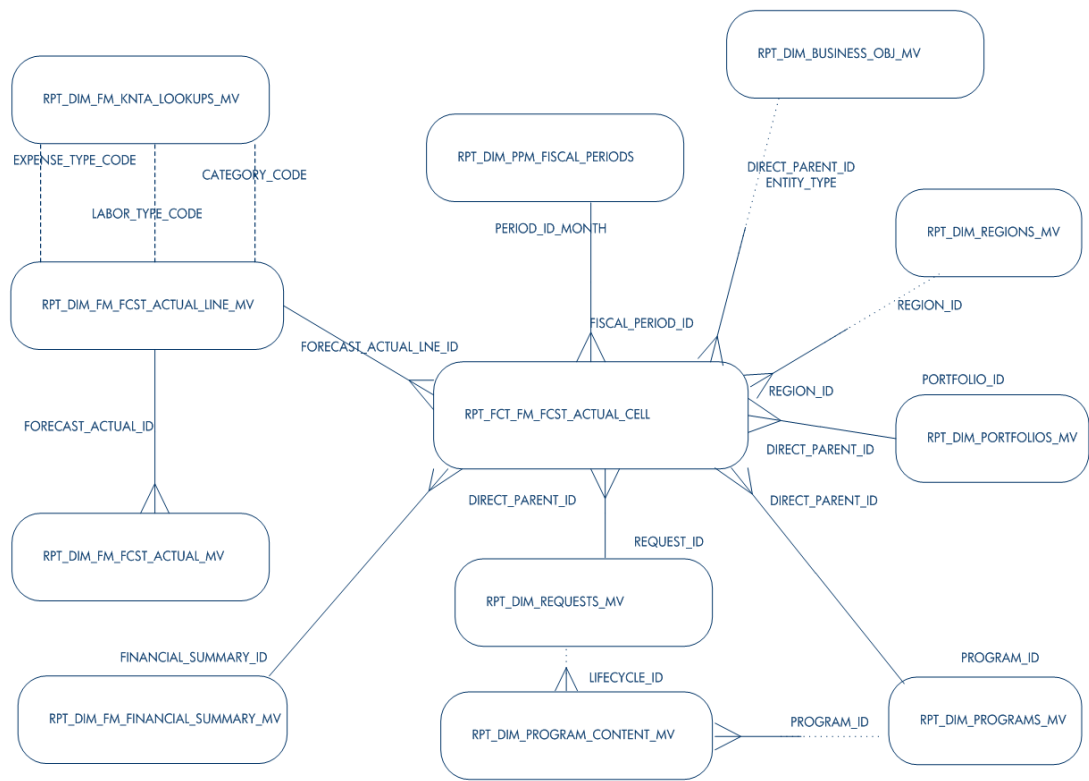 RPT_DIM_BUSINESS_OBJ_MV
RPT_DIM_FM_KNTA_LOOKUPS_MV
EXPENSE_TYPE_CODE
CATEGORY_CODE
LABOR_TYPE_CODE
RPT_DIM_PPM_FISCAL_PERIODS
DIRECT_PARENT_ID
ENTITY_TYPE
PERIOD_ID_MONTH
RPT_DIM_REGIONS_MV
RPT_DIM_FM_FCST_ACTUAL_LINE_MV
REGION_ID
FISCAL_PERIOD_ID
FORECAST_ACTUAL_LNE_ID
REGION_ID
PORTFOLIO_ID
RPT_FCT_FM_FCST_ACTUAL_CELL
FORECAST_ACTUAL_ID
RPT_DIM_PORTFOLIOS_MV
DIRECT_PARENT_ID
DIRECT_PARENT_ID
DIRECT_PARENT_ID
REQUEST_ID
RPT_DIM_FM_FCST_ACTUAL_MV
RPT_DIM_REQUESTS_MV
FINANCIAL_SUMMARY_ID
PROGRAM_ID
LIFECYCLE_ID
RPT_DIM_FM_FINANCIAL_SUMMARY_MV
RPT_DIM_PROGRAM_CONTENT_MV
PROGRAM_ID
RPT_DIM_PROGRAMS_MV